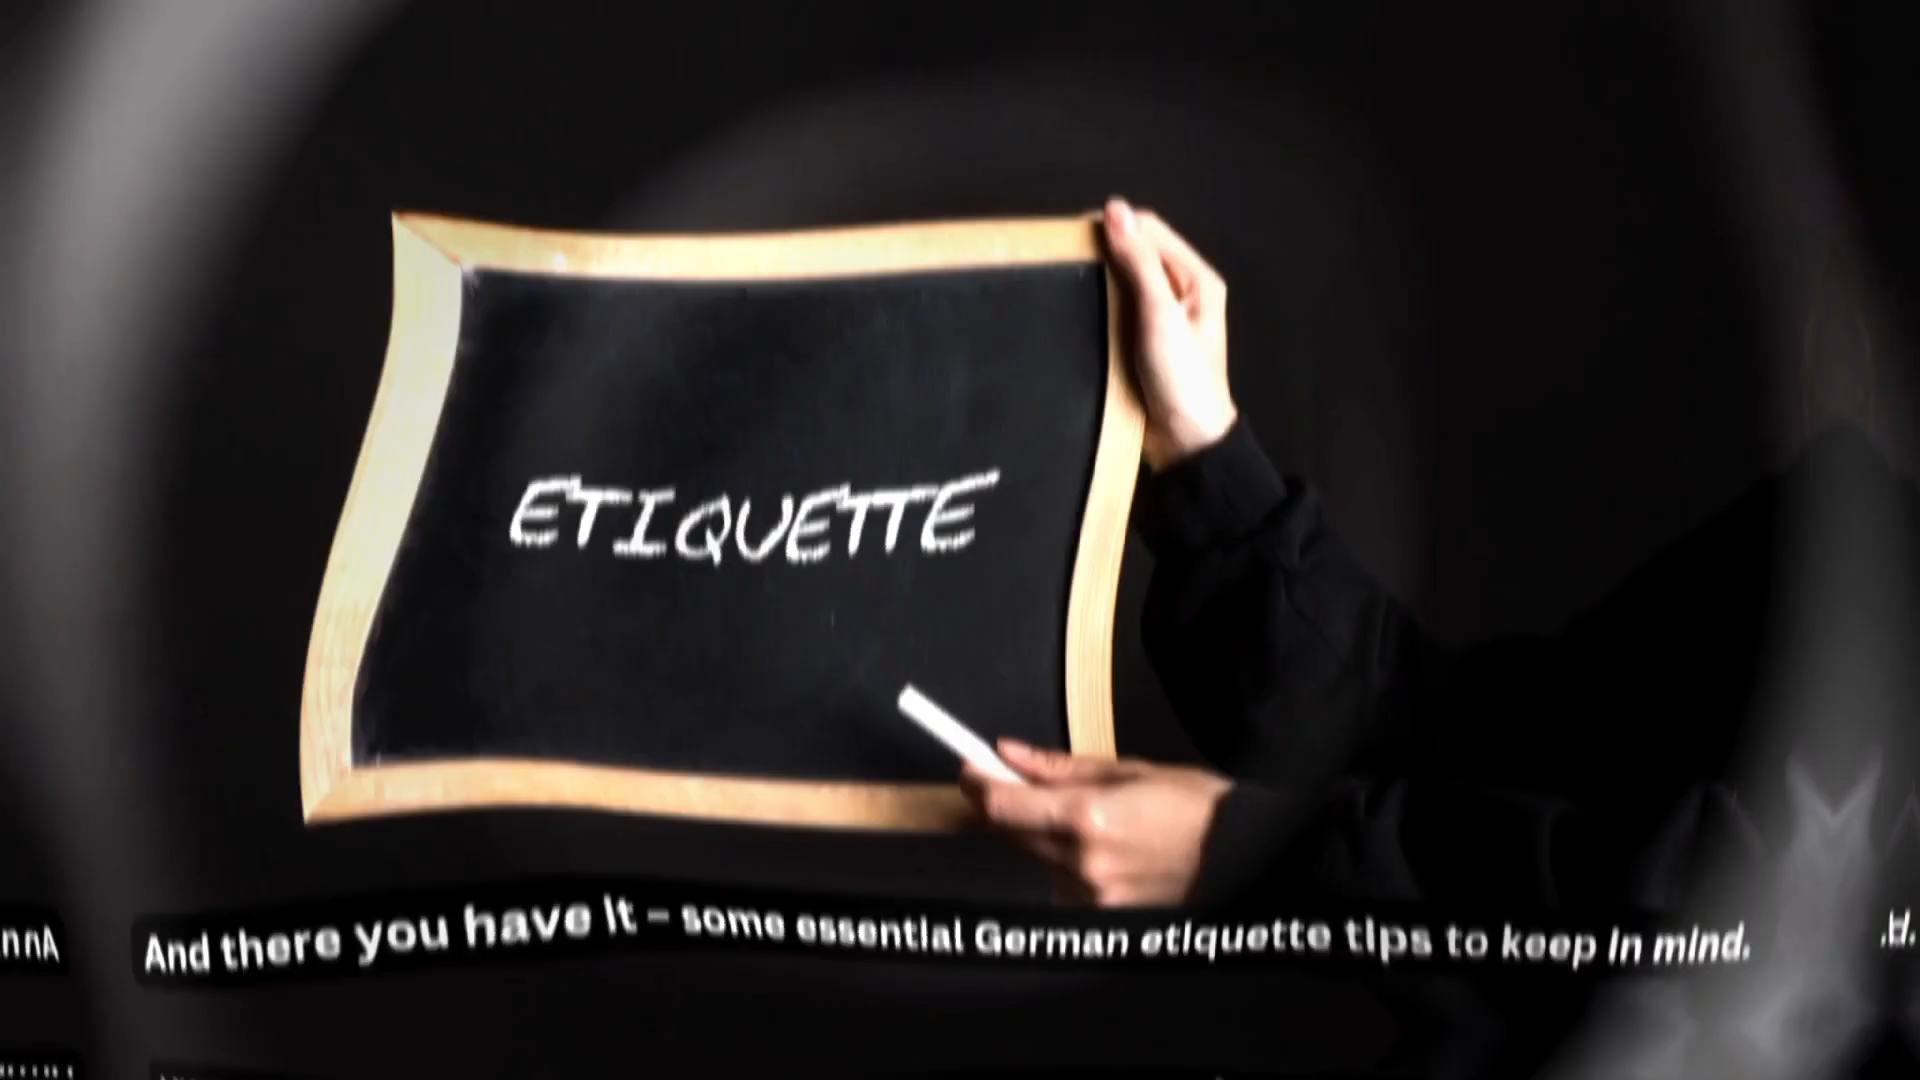 ETIQUETTE
And there you have it – some essential German etiquette tips to keep in mind.